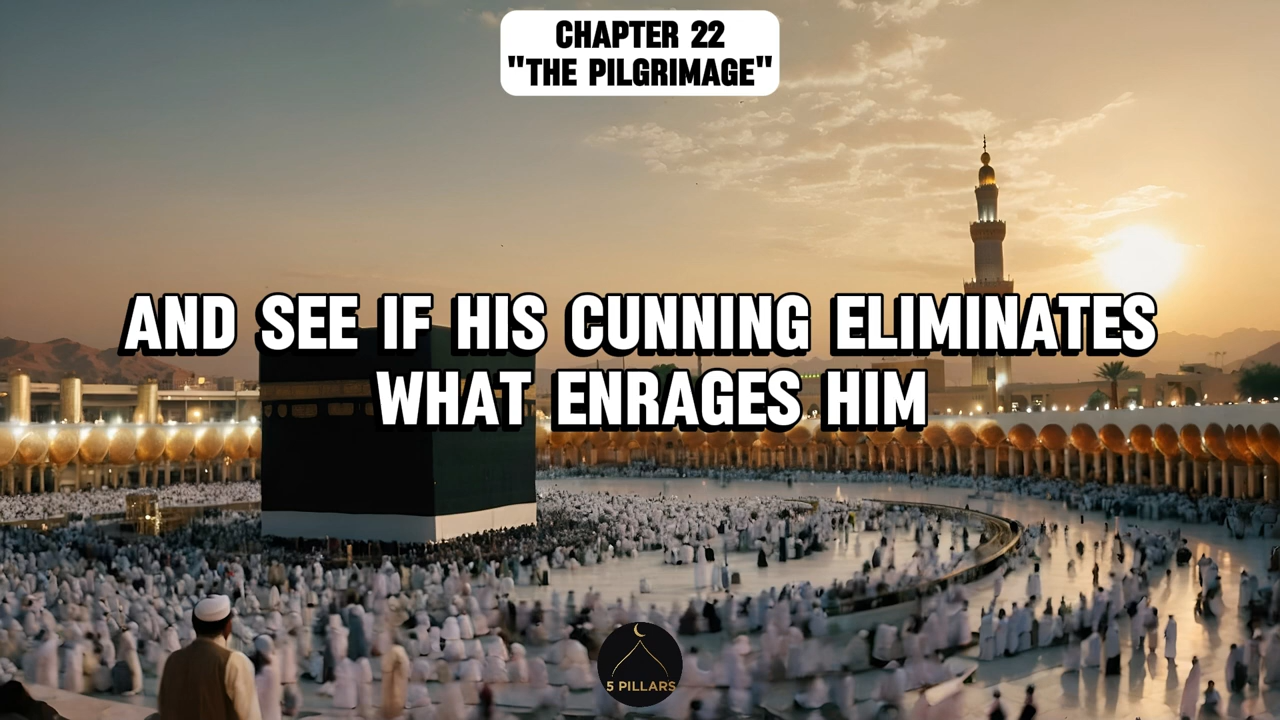 CHAPTER 22
"THE PILGRIMAGE"
AND SEE IF HIS CUNNING ELIMINATES
WHAT ENRAGES HIM
5 PILLARS